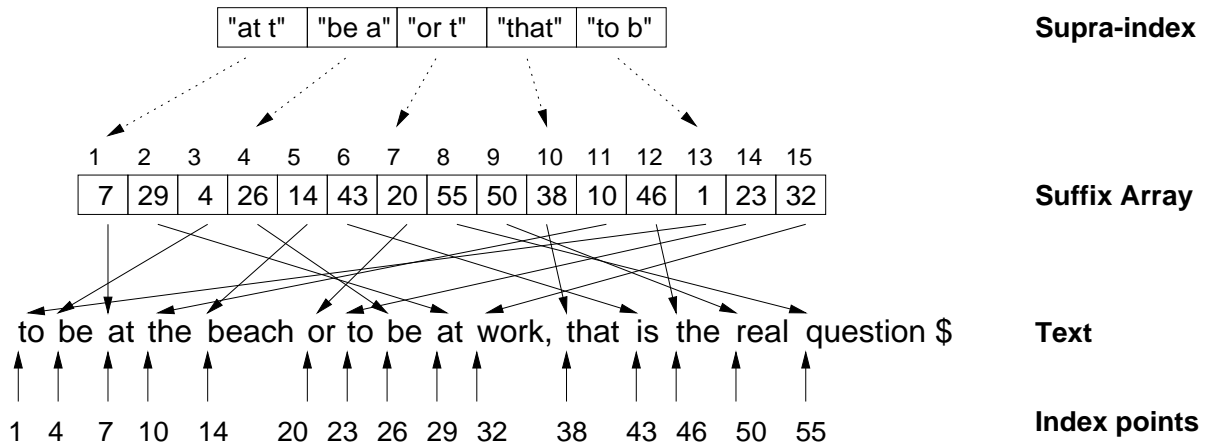 "at t" "be a" "or t" "that" "to b" Supra-index
1 2 3 4 5 6 7 8 9 10 11 12 13 14 15
7 29 4 26 14 43 20 55 50 38 10 46 1 23 32 Suffix Array
to be at the beach or to be at work, that is the real question $ Text
1 4 7 10 14 20 23 26 29 32 38 43 46 50 55 Index points